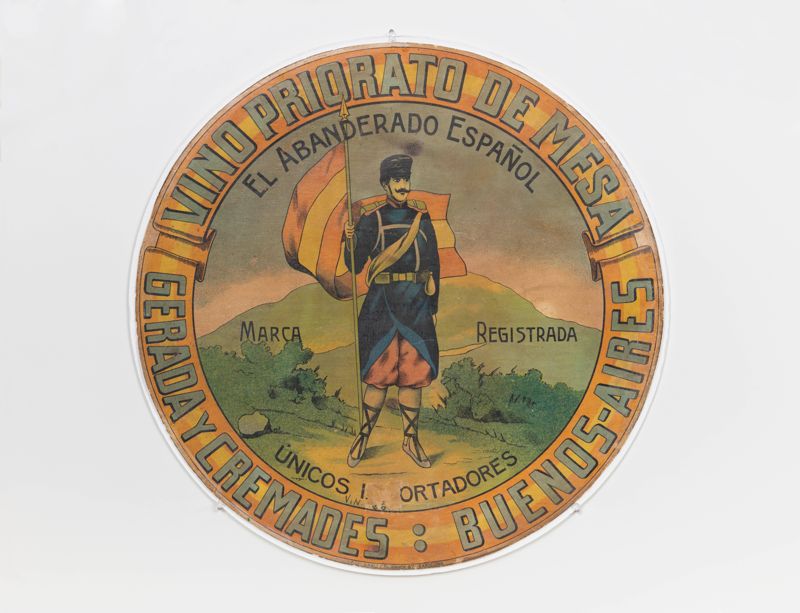 VINO PRIORATO DE MESA
EL ABANDERADO ESPAÑOL
MARCA REGISTRADA
ÚNICOS I ORTADORES
GERADA Y CREMADES : BUENOS-AIRES